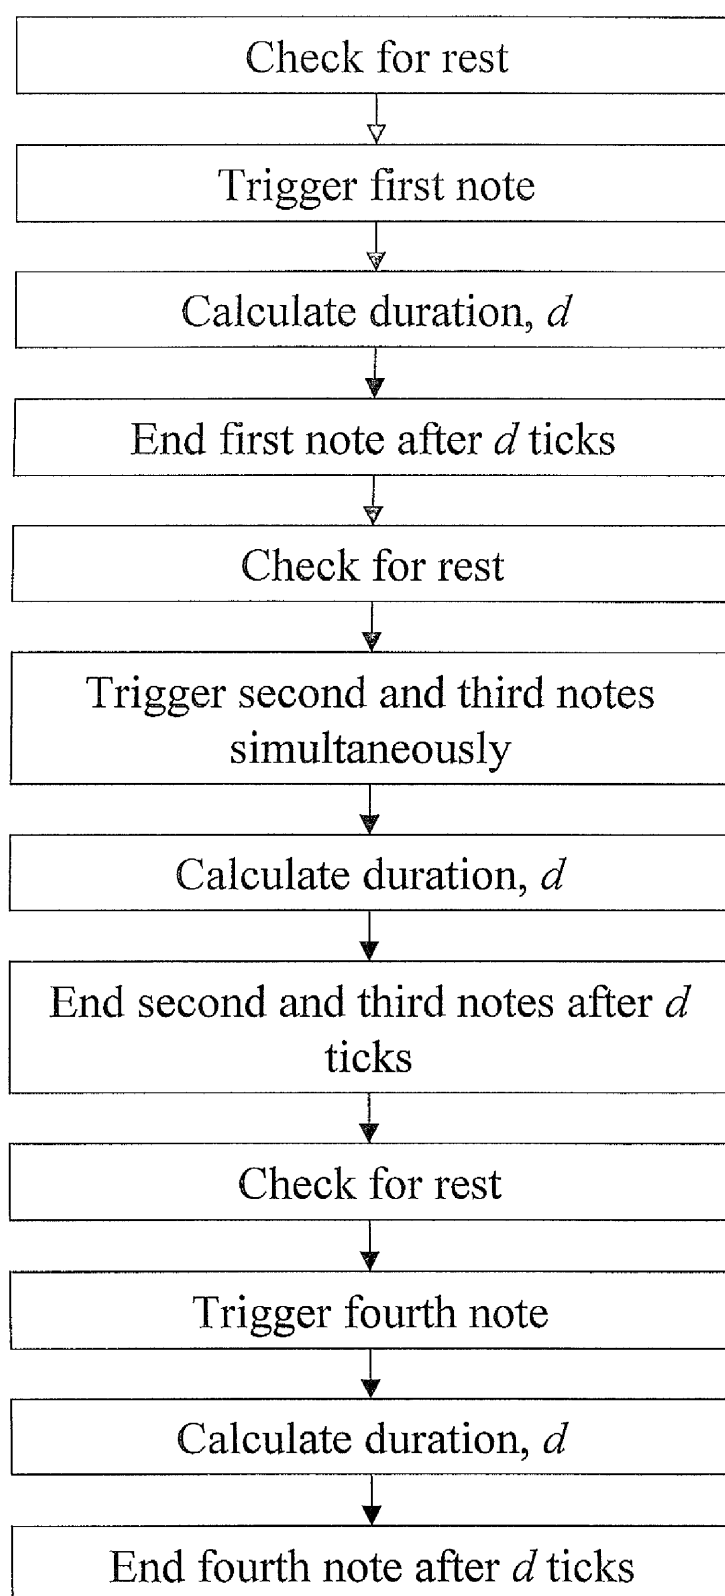 Check for rest
Trigger first note
Calculate duration, d
End first note after d ticks
Check for rest
Trigger second and third notes
simultaneously
Calculate duration, d
End second and third notes after d
ticks
Check for rest
Trigger fourth note
Calculate duration, d
End fourth note after d ticks